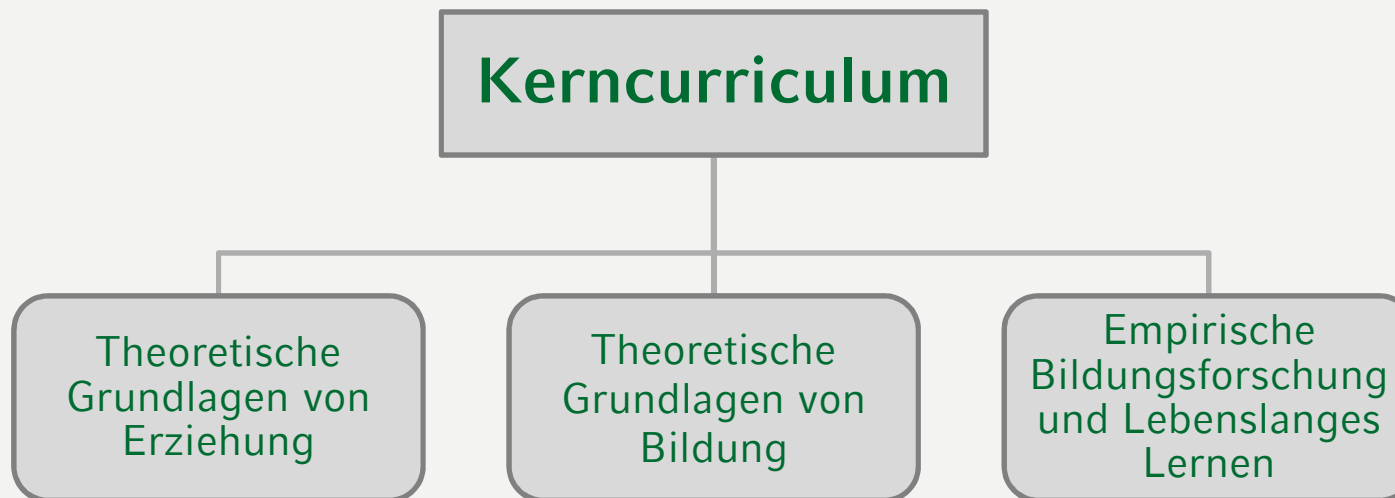 Kerncurriculum
Theoretische
Grundlagen von
Erziehung
Theoretische
Grundlagen von
Bildung
Empirische
Bildungsforschung
und Lebenslanges
Lernen